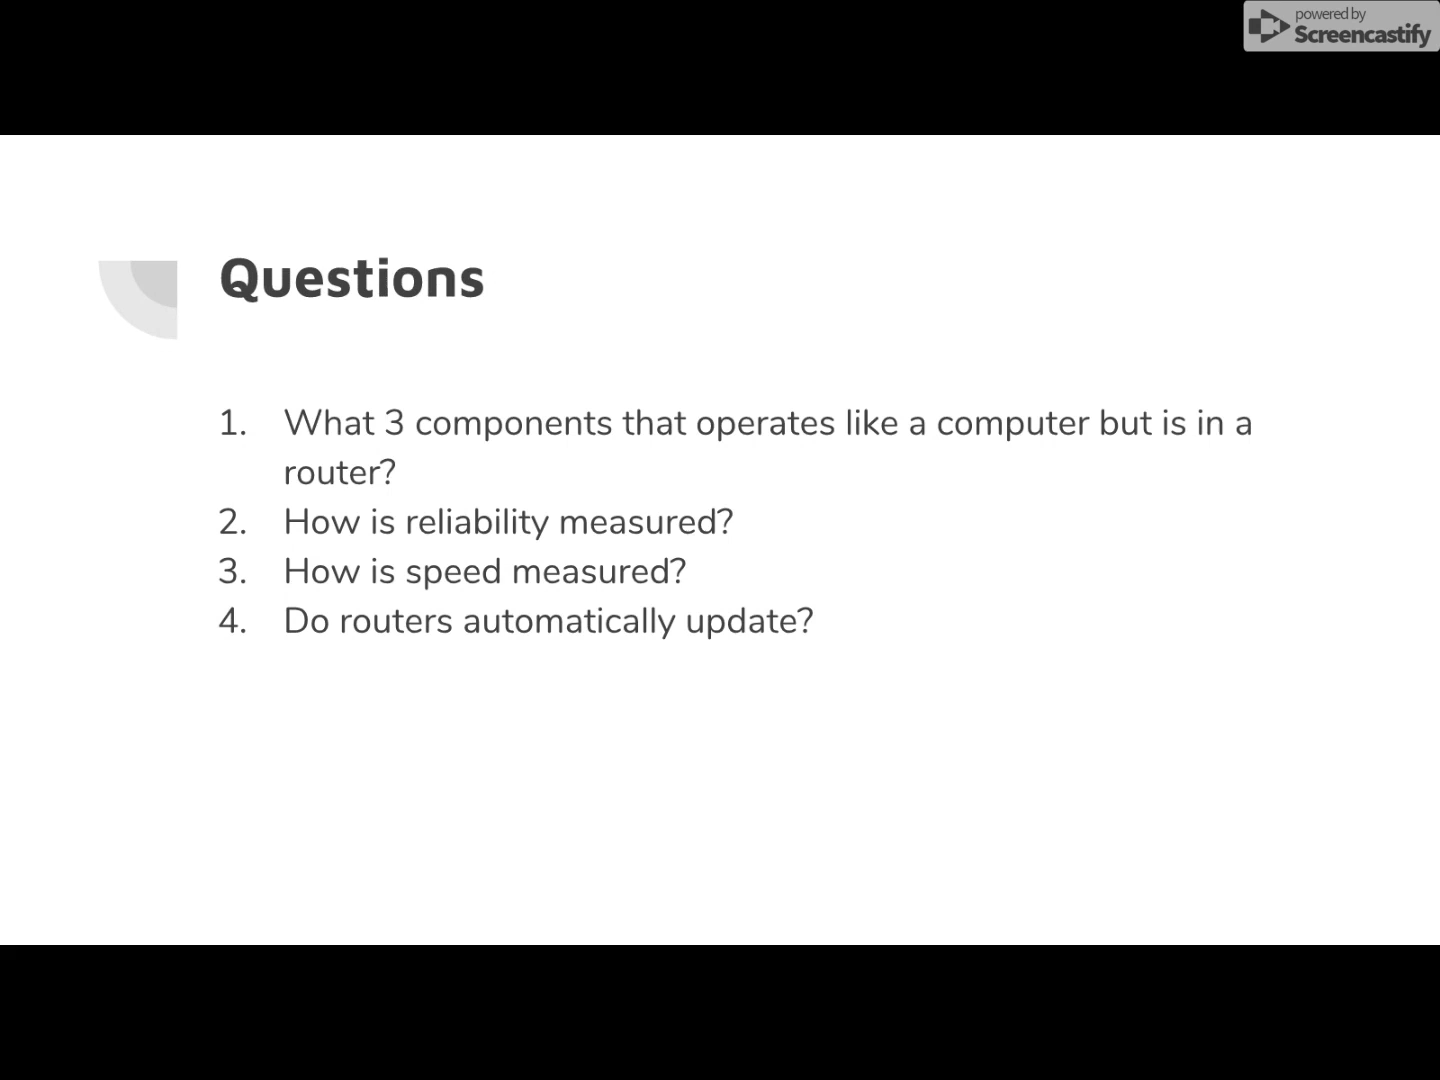 powered by
Screencastify
Questions
1. What 3 components that operates like a computer but is in a
router?
2. How is reliability measured?
3. How is speed measured?
4. Do routers automatically update?